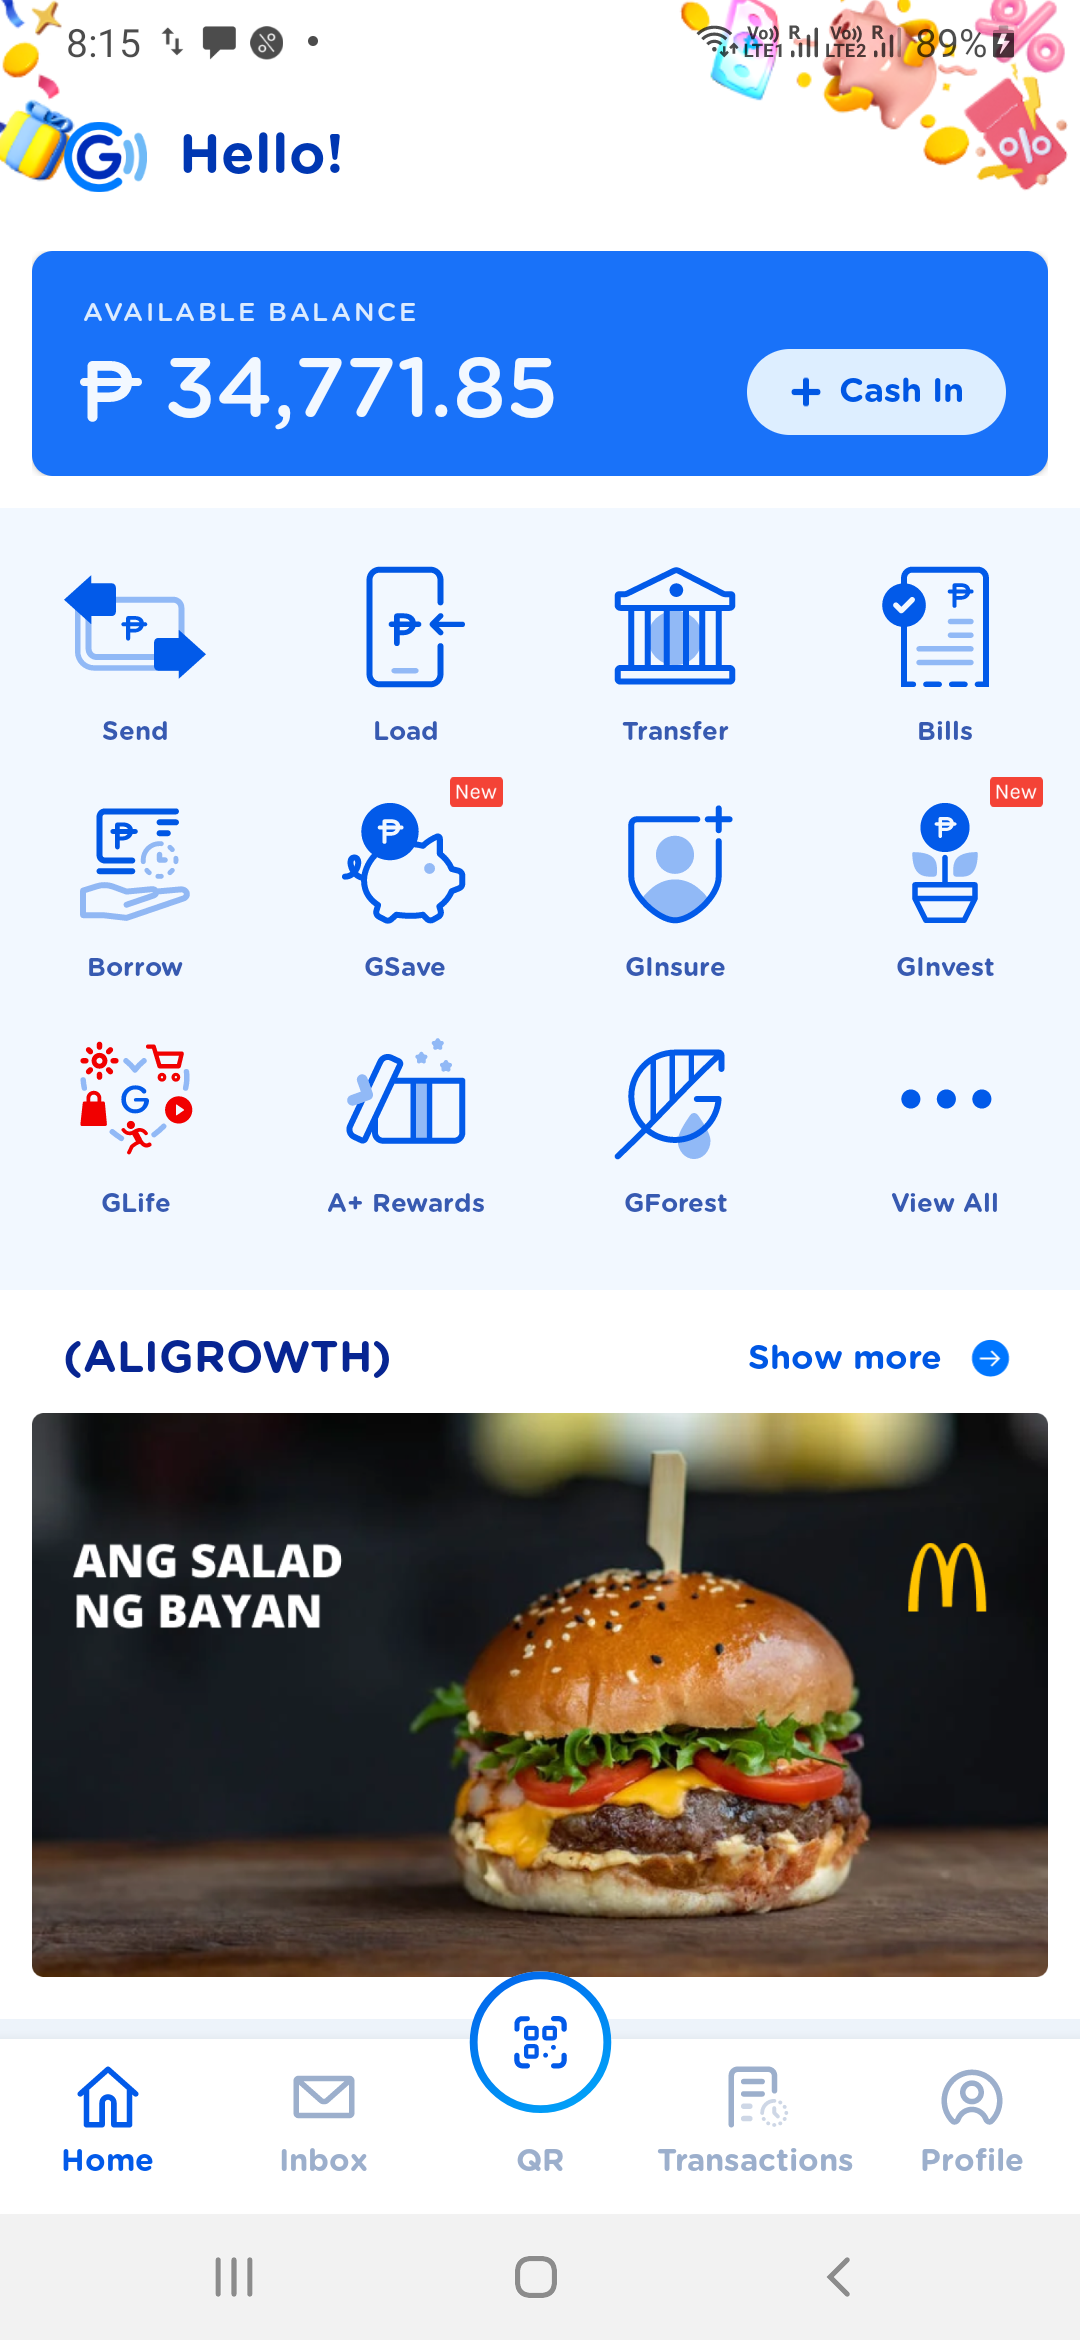 8:15
Vo)) R Vo)) R
LTE1 LTE2 89%
Hello!
AVAILABLE BALANCE
₱ 34,771.85
+ Cash In
Send Load Transfer Bills
New New
Borrow GSave GInsure GInvest
GLife A+ Rewards GForest View All
(ALIGROWTH) Show more
ANG SALAD
NG BAYAN
Home Inbox QR Transactions Profile